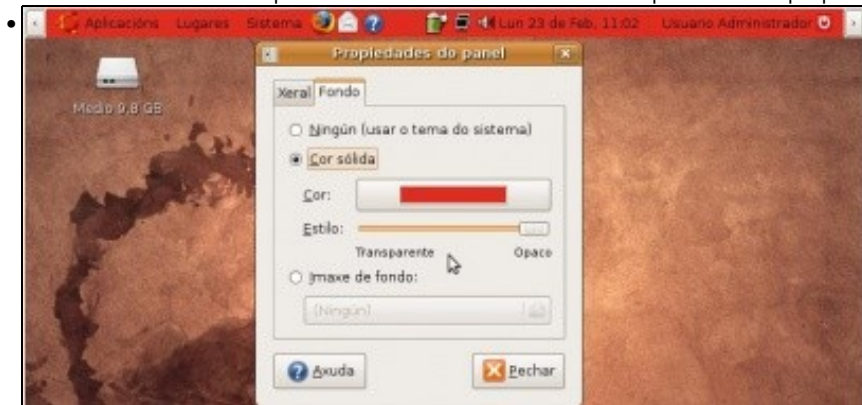 Aplicacións Lugares Sistema Lun 23 de Feb, 11:02 Usuario Administrador
Propiedades do panel
Medio 9,8 GB
Xeral Fondo
Ningún (usar o tema do sistema)
Cor sólida
Cor:
Estilo:
Transparente Opaco
Imaxe de fondo:
(Ningún)
Axuda Pechar